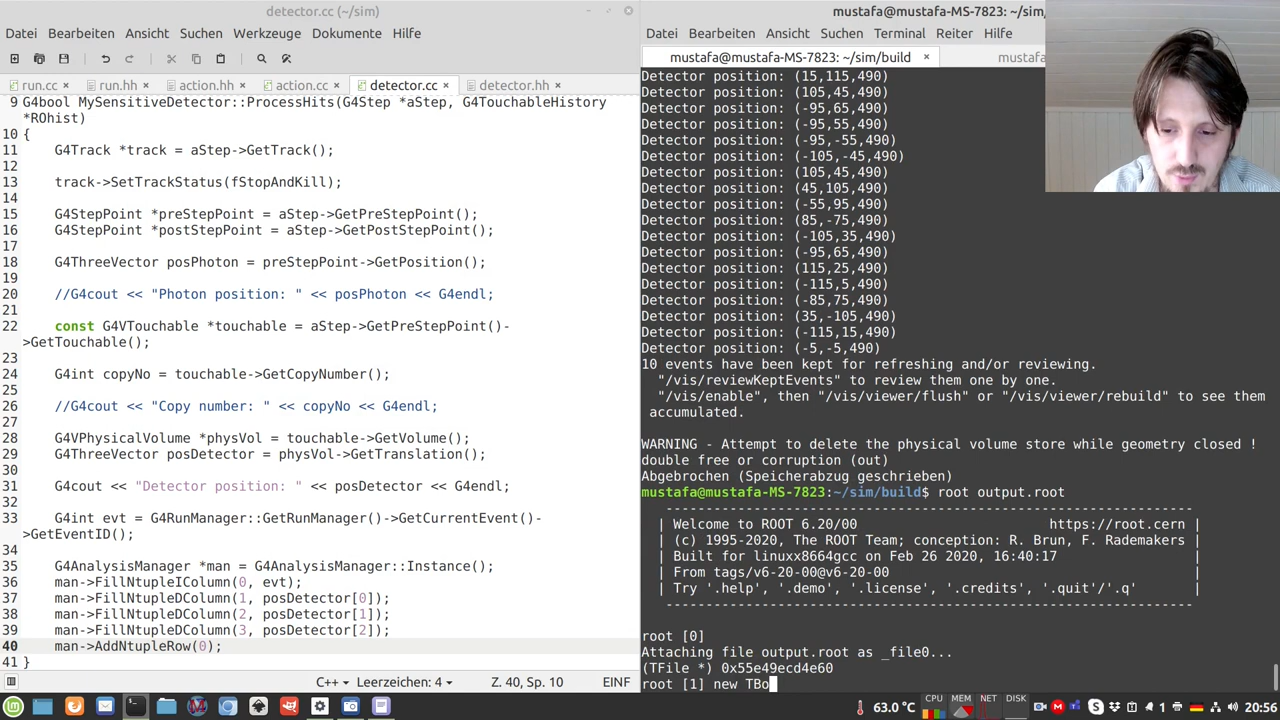 detector.cc (~/sim)
Datei Bearbeiten Ansicht Suchen Werkzeuge Dokumente Hilfe
run.cc × run.hh × action.hh × action.cc × detector.cc × detector.hh ×
9 G4bool MySensitiveDetector::ProcessHits(G4Step *aStep, G4TouchableHistory
*ROhist)
10 {
11 G4Track *track = aStep->GetTrack();
12
13 track->SetTrackStatus(fStopAndKill);
14
15 G4StepPoint *preStepPoint = aStep->GetPreStepPoint();
16 G4StepPoint *postStepPoint = aStep->GetPostStepPoint();
17
18 G4ThreeVector posPhoton = preStepPoint->GetPosition();
19
20 //G4cout << "Photon position: " << posPhoton << G4endl;
21
22 const G4VTouchable *touchable = aStep->GetPreStepPoint()-
>GetTouchable();
23
24 G4int copyNo = touchable->GetCopyNumber();
25
26 //G4cout << "Copy number: " << copyNo << G4endl;
27
28 G4VPhysicalVolume *physVol = touchable->GetVolume();
29 G4ThreeVector posDetector = physVol->GetTranslation();
30
31 G4cout << "Detector position: " << posDetector << G4endl;
32
33 G4int evt = G4RunManager::GetRunManager()->GetCurrentEvent()-
>GetEventID();
34
35 G4AnalysisManager *man = G4AnalysisManager::Instance();
36 man->FillNtupleIColumn(0, evt);
37 man->FillNtupleDColumn(1, posDetector[0]);
38 man->FillNtupleDColumn(2, posDetector[1]);
39 man->FillNtupleDColumn(3, posDetector[2]);
40 man->AddNtupleRow(0);
41 }
C++ Leerzeichen: 4 Z. 40, Sp. 10 EINF
mustafa@mustafa-MS-7823: ~/sim/
Datei Bearbeiten Ansicht Suchen Terminal Reiter Hilfe
mustafa@mustafa-MS-7823: ~/sim/build × mustafa
Detector position: (15,115,490)
Detector position: (105,45,490)
Detector position: (-95,65,490)
Detector position: (-95,55,490)
Detector position: (-95,-55,490)
Detector position: (-105,-45,490)
Detector position: (105,45,490)
Detector position: (45,105,490)
Detector position: (-55,95,490)
Detector position: (85,-75,490)
Detector position: (-105,35,490)
Detector position: (-95,65,490)
Detector position: (115,25,490)
Detector position: (-115,5,490)
Detector position: (-85,75,490)
Detector position: (35,-105,490)
Detector position: (-115,15,490)
Detector position: (-5,-5,490)
10 events have been kept for refreshing and/or reviewing.
"/vis/reviewKeptEvents" to review them one by one.
"/vis/enable", then "/vis/viewer/flush" or "/vis/viewer/rebuild" to see them
accumulated.
WARNING - Attempt to delete the physical volume store while geometry closed !
double free or corruption (out)
Abgebrochen (Speicherabzug geschrieben)
mustafa@mustafa-MS-7823:~/sim/build$ root output.root
------------------------------------------------------------------
| Welcome to ROOT 6.20/00 https://root.cern |
| (c) 1995-2020, The ROOT Team; conception: R. Brun, F. Rademakers |
| Built for linuxx8664gcc on Feb 26 2020, 16:40:17 |
| From tags/v6-20-00@v6-20-00 |
| Try '.help', '.demo', '.license', '.credits', '.quit'/'.q' |
------------------------------------------------------------------
root [0]
Attaching file output.root as _file0...
(TFile *) 0x55e49ecd4e60
root [1] new TBo
63.0 °C CPU MEM NET DISK 20:56